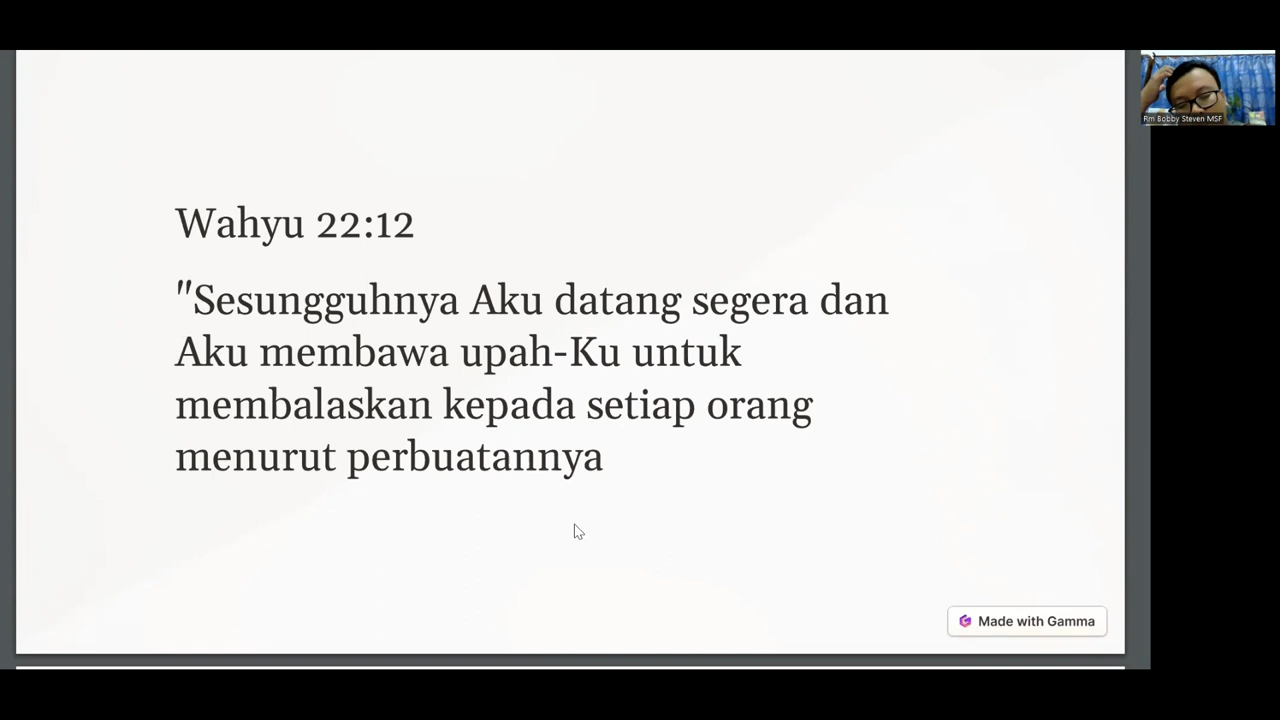 Wahyu 22:12
"Sesungguhnya Aku datang segera dan
Aku membawa upah-Ku untuk
membalaskan kepada setiap orang
menurut perbuatannya
Made with Gamma
Rm Bobby Steven MSF